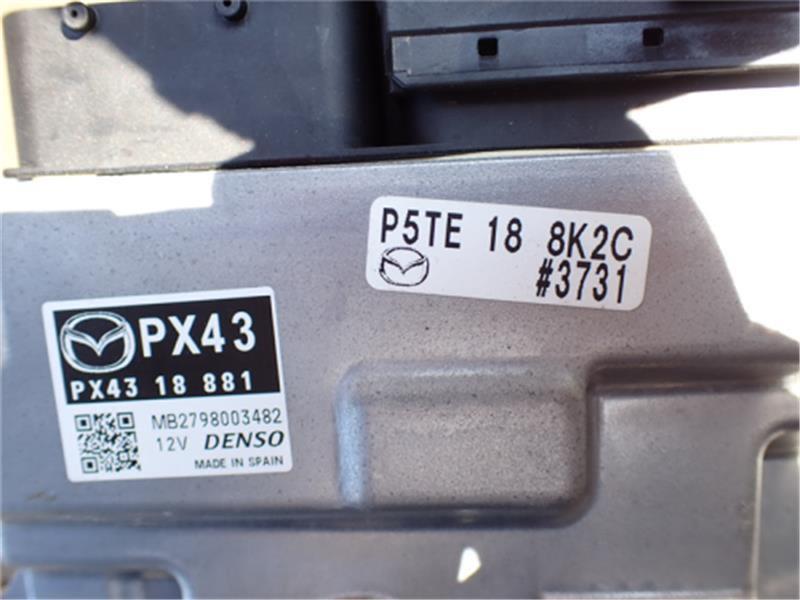 P5TE 18 8K2C
#3731
PX43
PX43 18 881
MB2798003482
12V DENSO
MADE IN SPAIN